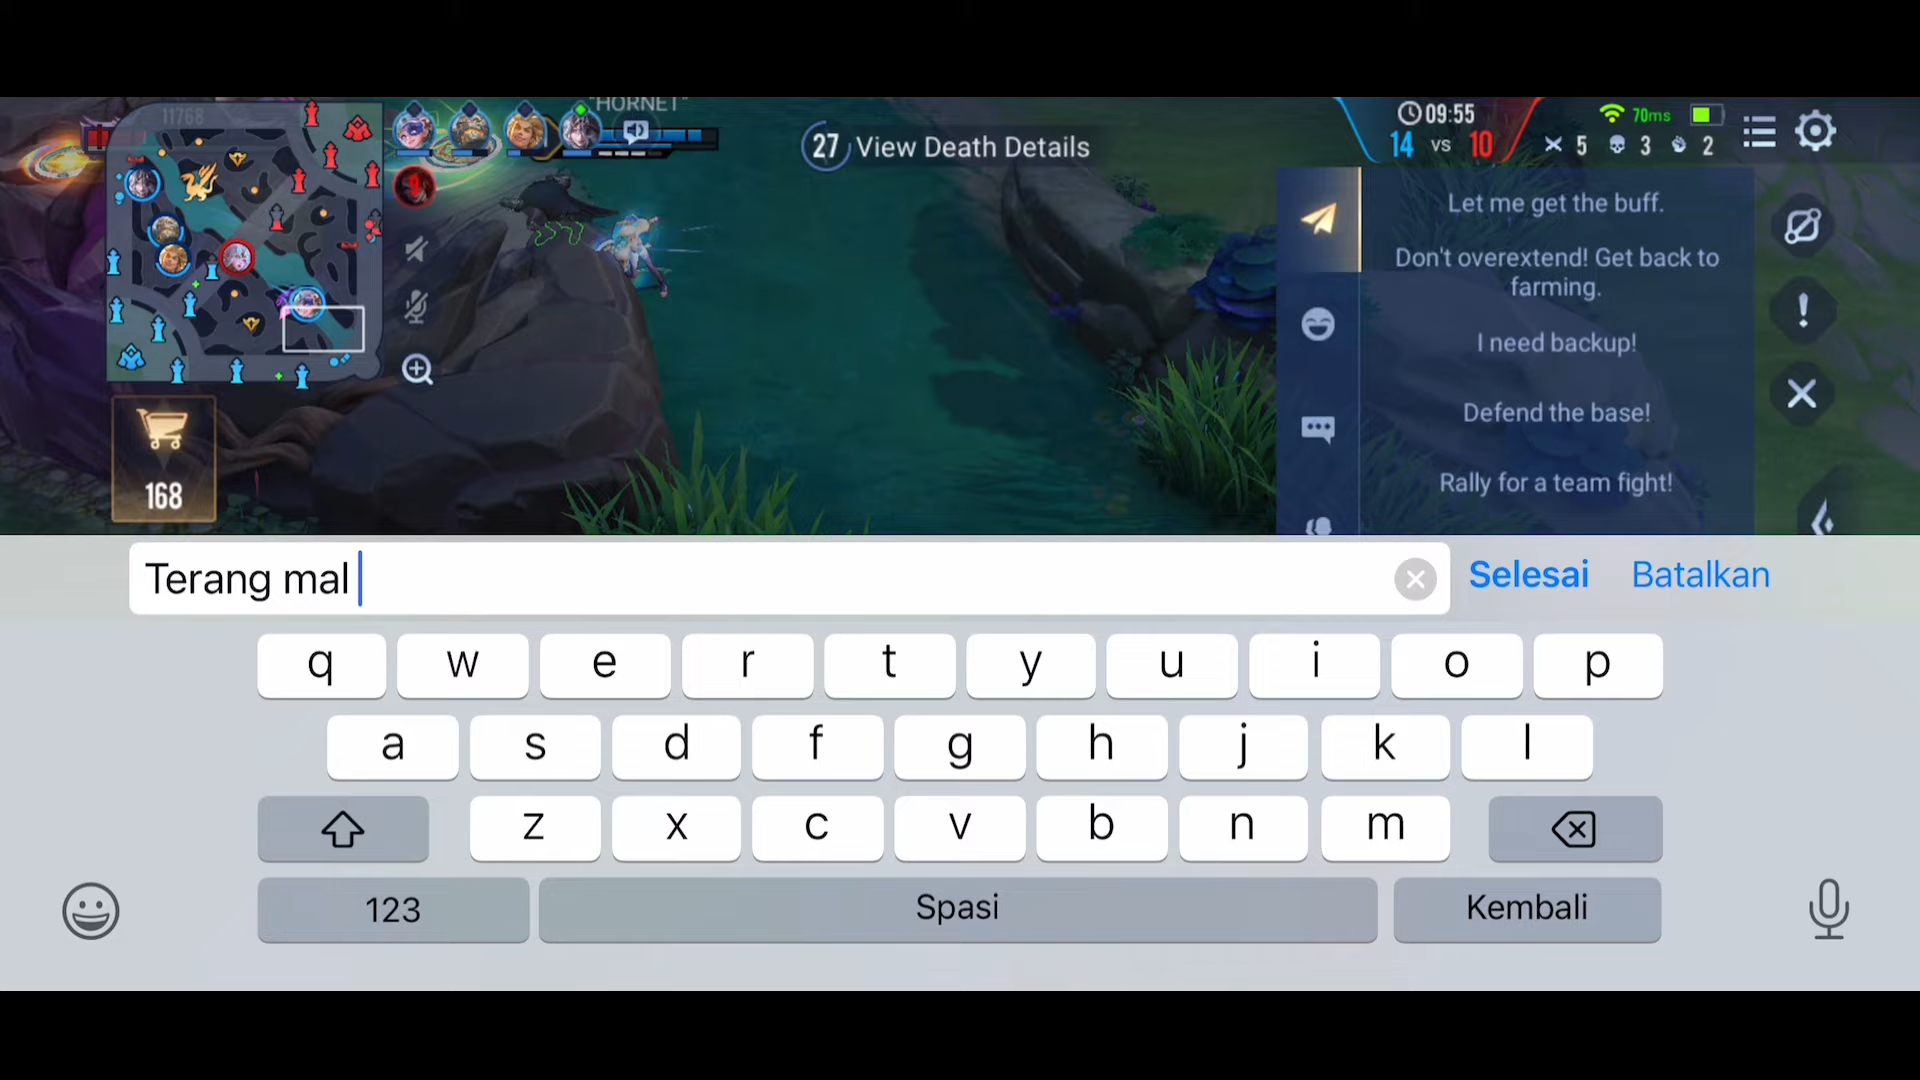 11768
"HORNET"
27 View Death Details
09:55
70ms
14 vs 10
5 3 2
Let me get the buff.
Don't overextend! Get back to
farming.
I need backup!
Defend the base!
Rally for a team fight!
168
Terang mal
Selesai
Batalkan
q w e r t y u i o p
a s d f g h j k l
z x c v b n m
123
Spasi
Kembali